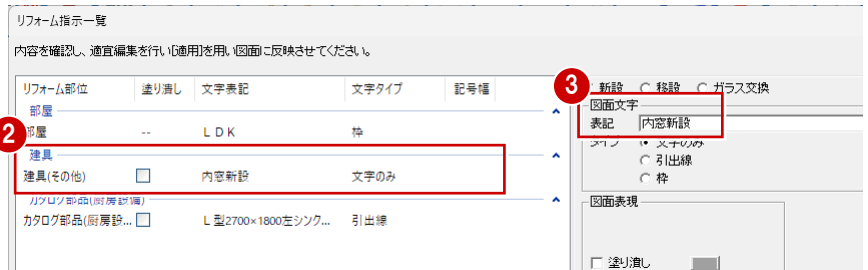 リフォーム指示一覧
内容を確認し、適宜編集を行い[適用]を用い図面に反映させてください。
リフォーム部位 塗り潰し 文字表記 文字タイプ 記号幅
部屋
部屋 -- LDK 枠
建具
建具(その他) 内窓新設 文字のみ
カタログ部品(厨房設備)
カタログ部品(厨房設... L型2700×1800左シンク... 引出線
2
3
新設 移設 ガラス交換
図面文字
表記 内窓新設
タイプ 文字のみ
引出線
枠
図面表現
塗り潰し